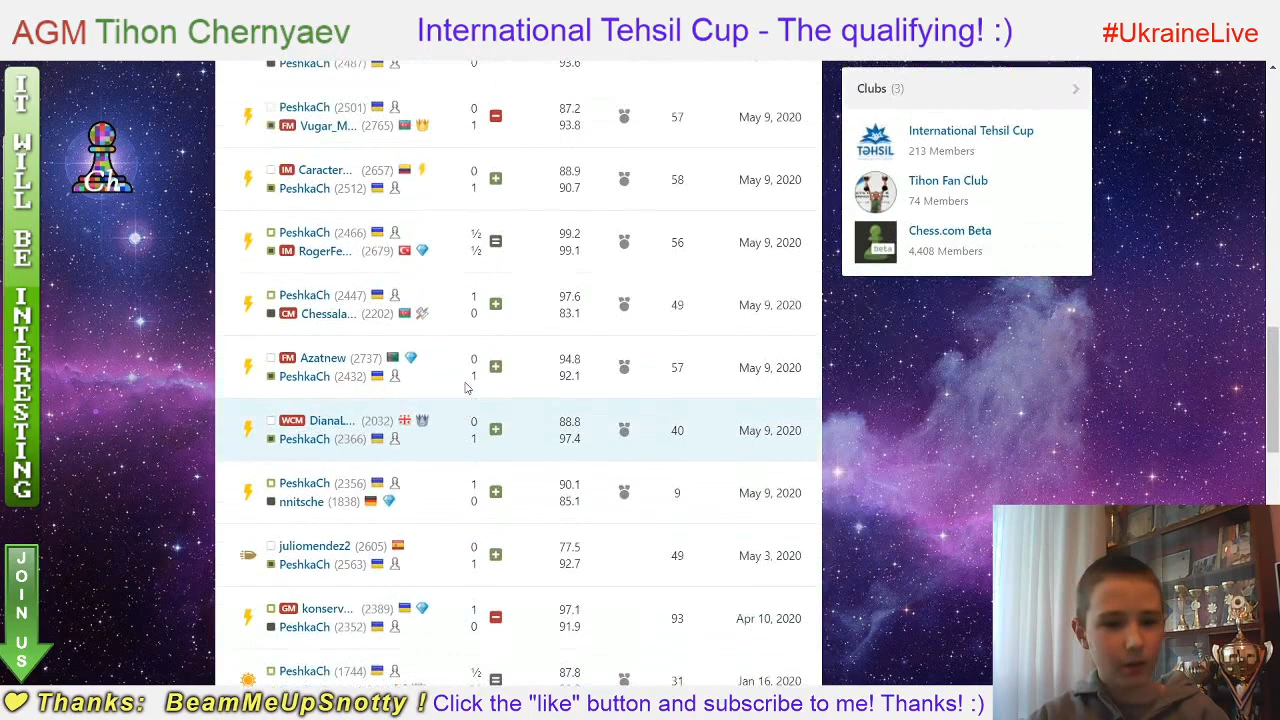 AGM Tihon Chernyaev
International Tehsil Cup - The qualifying! :)
#UkraineLive
IT WILL BE INTERESTING
JOIN US
Ch
PeshkaCh (2487) 0 93.6
PeshkaCh (2501) 0 87.2
FM Vugar_M... (2765) 1 93.8
57 May 9, 2020
IM Caracter... (2657) 0 88.9
PeshkaCh (2512) 1 90.7
58 May 9, 2020
PeshkaCh (2466) ½ 99.2
IM RogerFe... (2679) ½ 99.1
56 May 9, 2020
PeshkaCh (2447) 1 97.6
CM Chessala... (2202) 0 83.1
49 May 9, 2020
FM Azatnew (2737) 0 94.8
PeshkaCh (2432) 1 92.1
57 May 9, 2020
WCM DianaL... (2032) 0 88.8
PeshkaCh (2366) 1 97.4
40 May 9, 2020
PeshkaCh (2356) 1 90.1
nnitsche (1838) 0 85.1
9 May 9, 2020
juliomendez2 (2605) 0 77.5
PeshkaCh (2563) 1 92.7
49 May 3, 2020
GM konserv... (2389) 1 97.1
PeshkaCh (2352) 0 91.9
93 Apr 10, 2020
PeshkaCh (1744) ½ 87.8
31 Jan 16, 2020
Clubs (3)
International Tehsil Cup
213 Members
TƏHSIL
Tihon Fan Club
74 Members
Chess.com Beta
4,408 Members
beta
Thanks: BeamMeUpSnotty !
Click the "like" button and subscribe to me! Thanks! :)